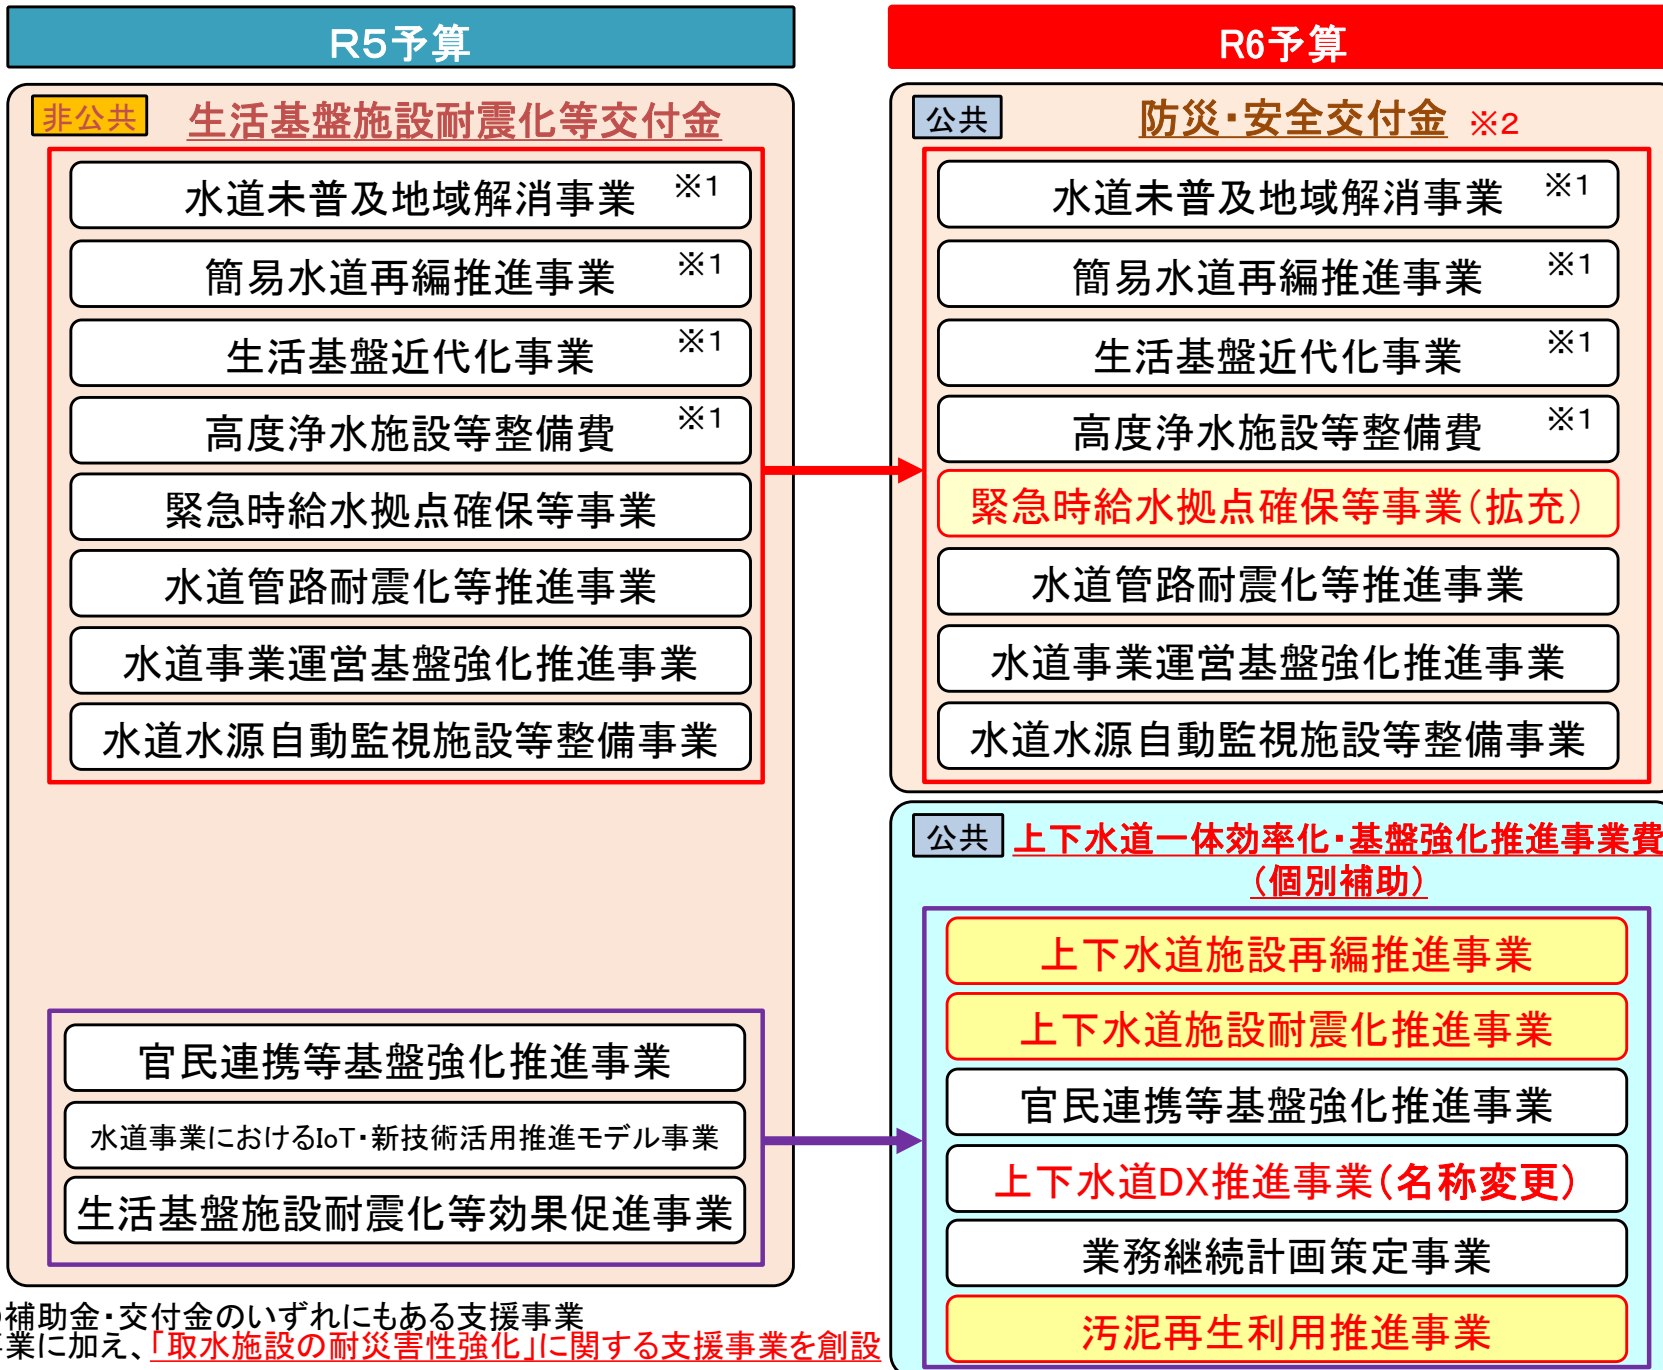 R5予算
非公共
生活基盤施設耐震化等交付金
水道未普及地域解消事業 ※1
簡易水道再編推進事業 ※1
生活基盤近代化事業 ※1
高度浄水施設等整備費 ※1
緊急時給水拠点確保等事業
水道管路耐震化等推進事業
水道事業運営基盤強化推進事業
水道水源自動監視施設等整備事業
官民連携等基盤強化推進事業
水道事業におけるIoT・新技術活用推進モデル事業
生活基盤施設耐震化等効果促進事業
R6予算
公共
防災・安全交付金 ※2
水道未普及地域解消事業 ※1
簡易水道再編推進事業 ※1
生活基盤近代化事業 ※1
高度浄水施設等整備費 ※1
緊急時給水拠点確保等事業(拡充)
水道管路耐震化等推進事業
水道事業運営基盤強化推進事業
水道水源自動監視施設等整備事業
公共
上下水道一体効率化・基盤強化推進事業費
(個別補助)
上下水道施設再編推進事業
上下水道施設耐震化推進事業
官民連携等基盤強化推進事業
上下水道DX推進事業(名称変更)
業務継続計画策定事業
汚泥再生利用推進事業
補助金・交付金のいずれにもある支援事業
業に加え、「取水施設の耐災害性強化」に関する支援事業を創設